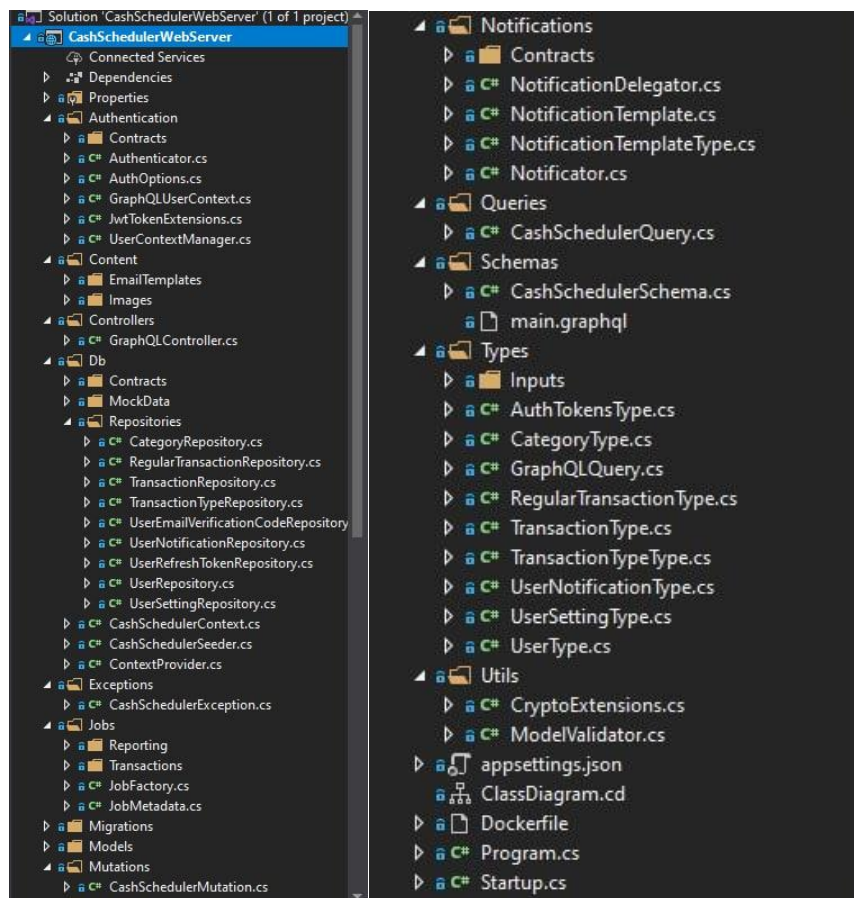 Solution 'CashSchedulerWebServer' (1 of 1 project)
CashSchedulerWebServer
Connected Services
Dependencies
Properties
Authentication
Contracts
C# Authenticator.cs
C# AuthOptions.cs
C# GraphQLUserContext.cs
C# JwtTokenExtensions.cs
C# UserContextManager.cs
Content
EmailTemplates
Images
Controllers
C# GraphQLController.cs
Db
Contracts
MockData
Repositories
C# CategoryRepository.cs
C# RegularTransactionRepository.cs
C# TransactionRepository.cs
C# TransactionTypeRepository.cs
C# UserEmailVerificationCodeRepository
C# UserNotificationRepository.cs
C# UserRefreshTokenRepository.cs
C# UserRepository.cs
C# UserSettingRepository.cs
C# CashSchedulerContext.cs
C# CashSchedulerSeeder.cs
C# ContextProvider.cs
Exceptions
C# CashSchedulerException.cs
Jobs
Reporting
Transactions
C# JobFactory.cs
C# JobMetadata.cs
Migrations
Models
Mutations
C# CashSchedulerMutation.cs
Notifications
Contracts
C# NotificationDelegator.cs
C# NotificationTemplate.cs
C# NotificationTemplateType.cs
C# Notificator.cs
Queries
C# CashSchedulerQuery.cs
Schemas
C# CashSchedulerSchema.cs
main.graphql
Types
Inputs
C# AuthTokensType.cs
C# CategoryType.cs
C# GraphQLQuery.cs
C# RegularTransactionType.cs
C# TransactionType.cs
C# TransactionTypeType.cs
C# UserNotificationType.cs
C# UserSettingType.cs
C# UserType.cs
Utils
C# CryptoExtensions.cs
C# ModelValidator.cs
appsettings.json
ClassDiagram.cd
Dockerfile
C# Program.cs
C# Startup.cs